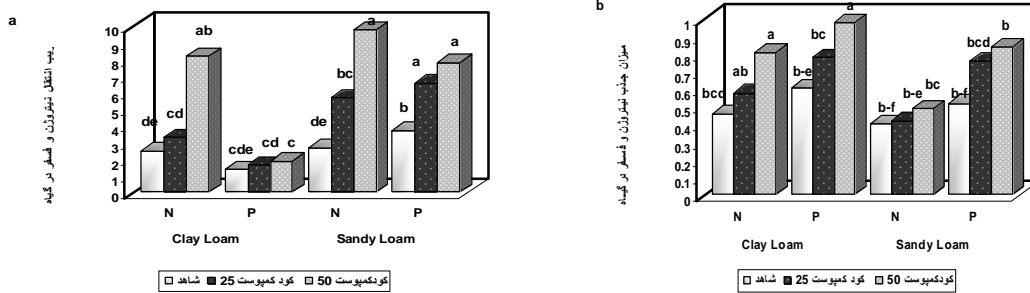 a
ریب انتقل نیتروژن و فسفر در گیاه
10
9
8
7
6
5
4
3
2
1
0
de cd ab cde cd c de bc a b a a
N P N P
Clay Loam Sandy Loam
شاهد کود کمپوست 25 کودکمپوست 50
b
میزان جذب نیتروژن و فسفر در گیاه
1
0.9
0.8
0.7
0.6
0.5
0.4
0.3
0.2
0.1
0
bcd ab a b-e bc a b-f b-e bc b-f bcd b
N P N P
Clay Loam Sandy Loam
شاهد کود کمپوست 25 کودکمپوست 50